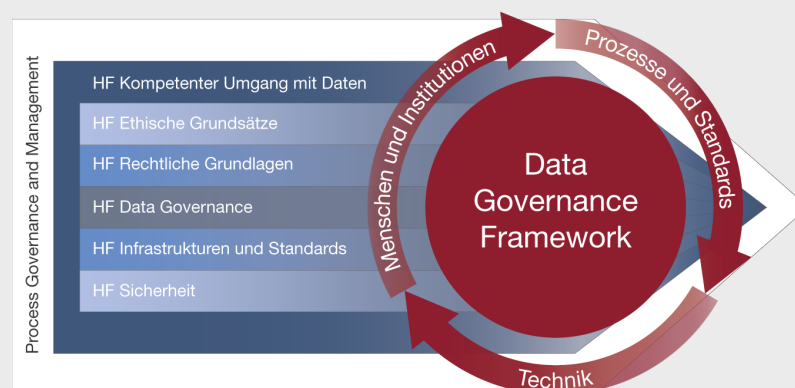 Process Governance and Management
HF Kompetenter Umgang mit Daten
HF Ethische Grundsätze
HF Rechtliche Grundlagen
HF Data Governance
HF Infrastrukturen und Standards
HF Sicherheit
Menschen und Institutionen
Prozesse und Standards
Technik
Data
Governance
Framework